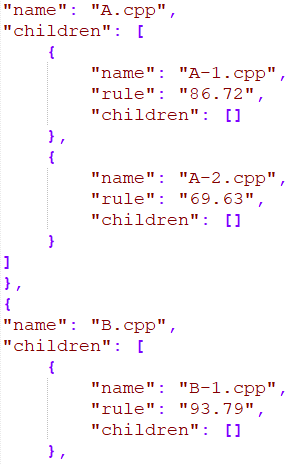 "name": "A.cpp",
"children": [
{
"name": "A-1.cpp",
"rule": "86.72",
"children": []
},
{
"name": "A-2.cpp",
"rule": "69.63",
"children": []
}
]
},
{
"name": "B.cpp",
"children": [
{
"name": "B-1.cpp",
"rule": "93.79",
"children": []
},